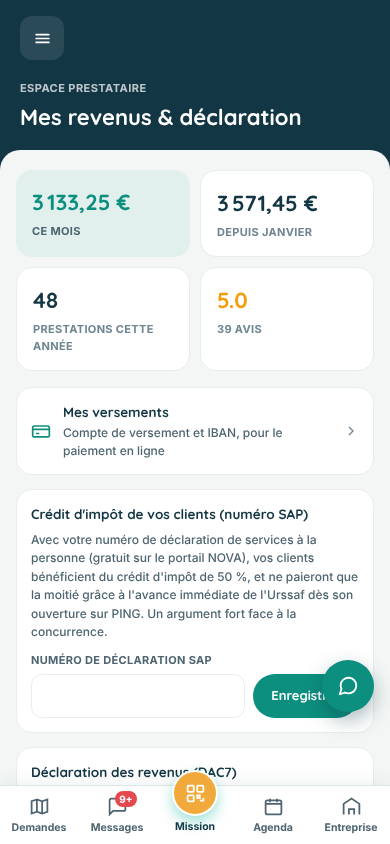 ESPACE PRESTATAIRE
Mes revenus & déclaration
3 133,25 €
CE MOIS
3 571,45 €
DEPUIS JANVIER
48
PRESTATIONS CETTE
ANNÉE
5.0
39 AVIS
Mes versements
Compte de versement et IBAN, pour le
paiement en ligne
Crédit d'impôt de vos clients (numéro SAP)
Avec votre numéro de déclaration de services à la
personne (gratuit sur le portail NOVA), vos clients
bénéficient du crédit d'impôt de 50 %, et ne paieront que
la moitié grâce à l'avance immédiate de l'Urssaf dès son
ouverture sur PING. Un argument fort face à la
concurrence.
NUMÉRO DE DÉCLARATION SAP
Déclaration des revenus (DAC7)
9+
Demandes
Messages
Mission
Agenda
Entreprise